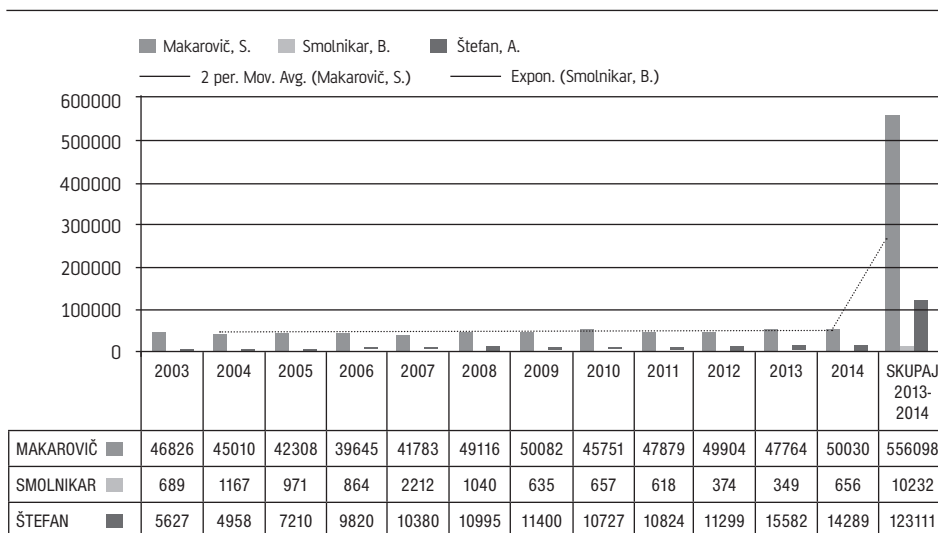 Makarovič, S. Smolnikar, B. Štefan, A.
2 per. Mov. Avg. (Makarovič, S.) Expon. (Smolnikar, B.)
600000
500000
400000
300000
200000
100000
0
2003 2004 2005 2006 2007 2008 2009 2010 2011 2012 2013 2014 SKUPAJ 2013-2014
MAKAROVIČ 46826 45010 42308 39645 41783 49116 50082 45751 47879 49904 47764 50030 556098
SMOLNIKAR 689 1167 971 864 2212 1040 635 657 618 374 349 656 10232
ŠTEFAN 5627 4958 7210 9820 10380 10995 11400 10727 10824 11299 15582 14289 123111